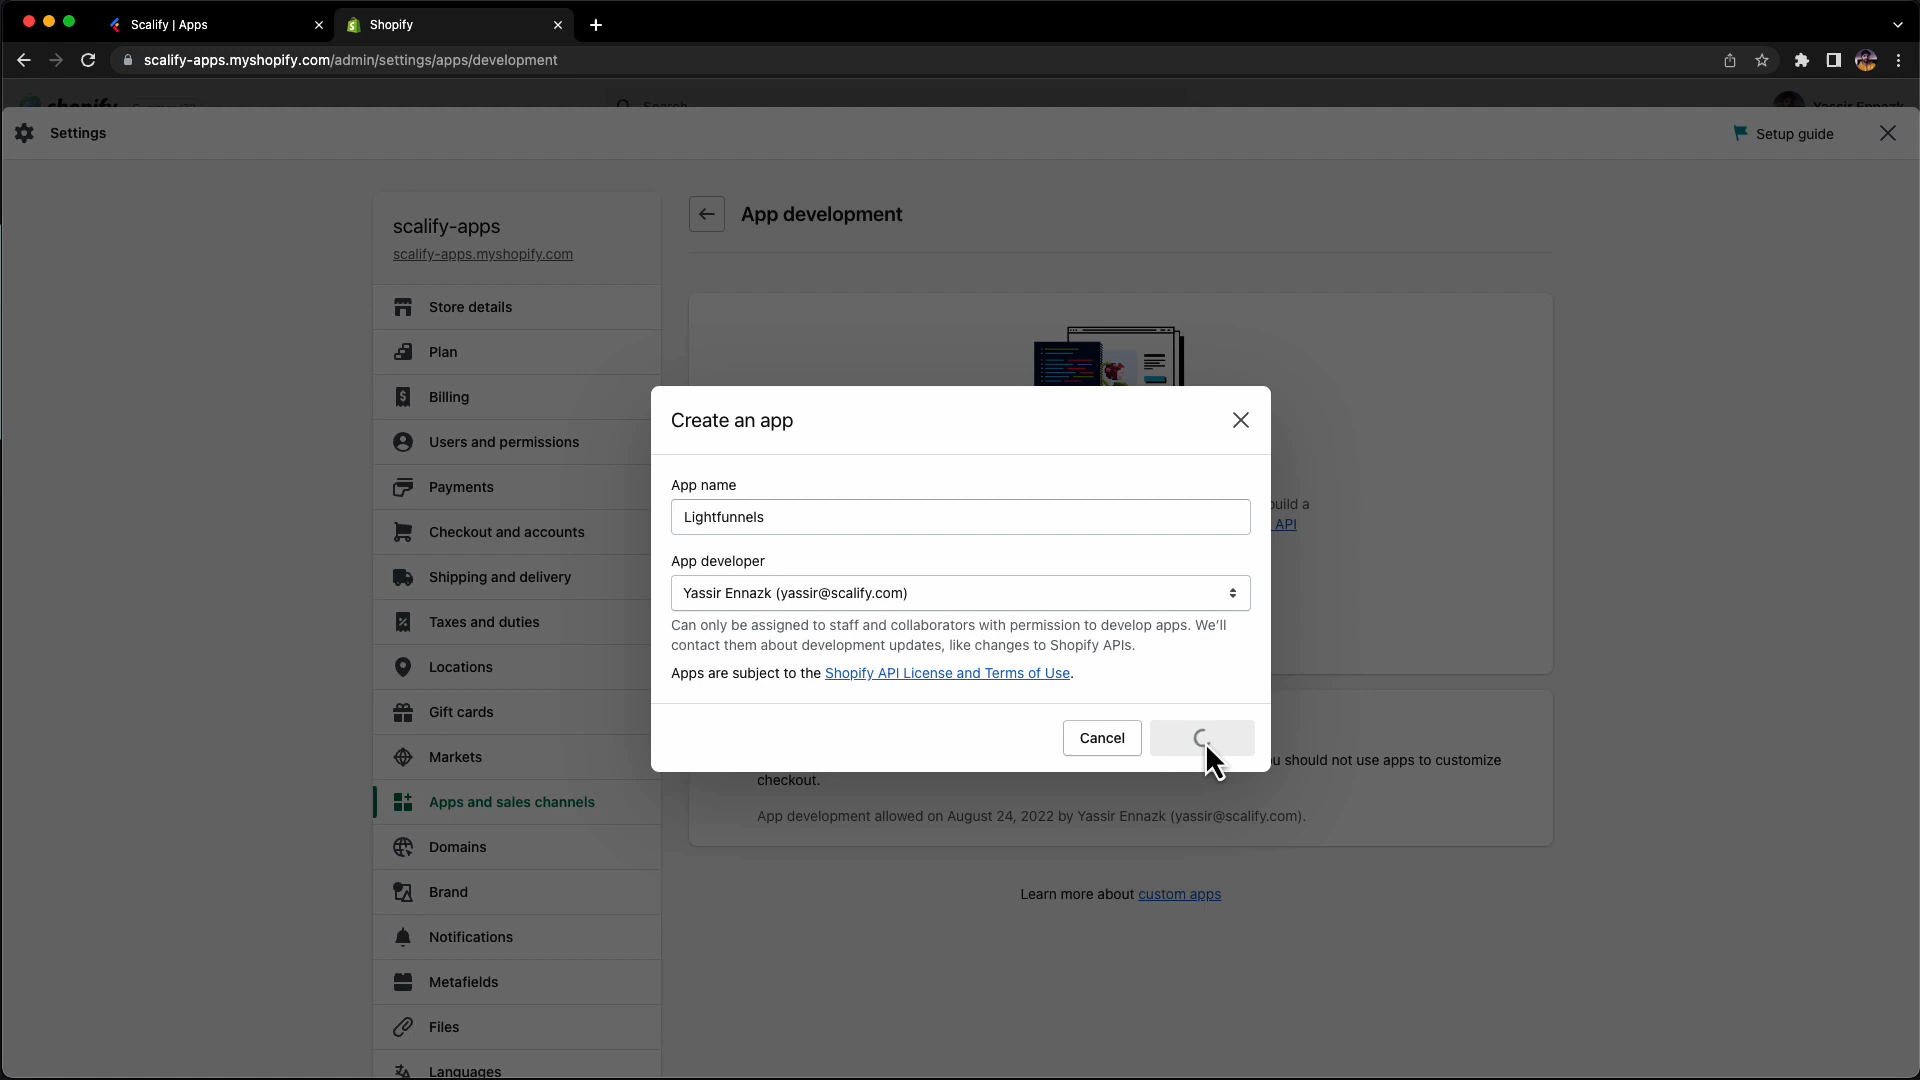 Scalify | Apps
Shopify
scalify-apps.myshopify.com/admin/settings/apps/development
shopify
Search
Yassir Ennazk
Settings
Setup guide
scalify-apps
scalify-apps.myshopify.com
Store details
Plan
Billing
Users and permissions
Payments
Checkout and accounts
Shipping and delivery
Taxes and duties
Locations
Gift cards
Markets
Apps and sales channels
Domains
Brand
Notifications
Metafields
Files
Languages
App development
build a
API
Create an app
App name
Lightfunnels
App developer
Yassir Ennazk (yassir@scalify.com)
Can only be assigned to staff and collaborators with permission to develop apps. We'll
contact them about development updates, like changes to Shopify APIs.
Apps are subject to the Shopify API License and Terms of Use.
Cancel
should not use apps to customize
checkout.
App development allowed on August 24, 2022 by Yassir Ennazk (yassir@scalify.com).
Learn more about custom apps